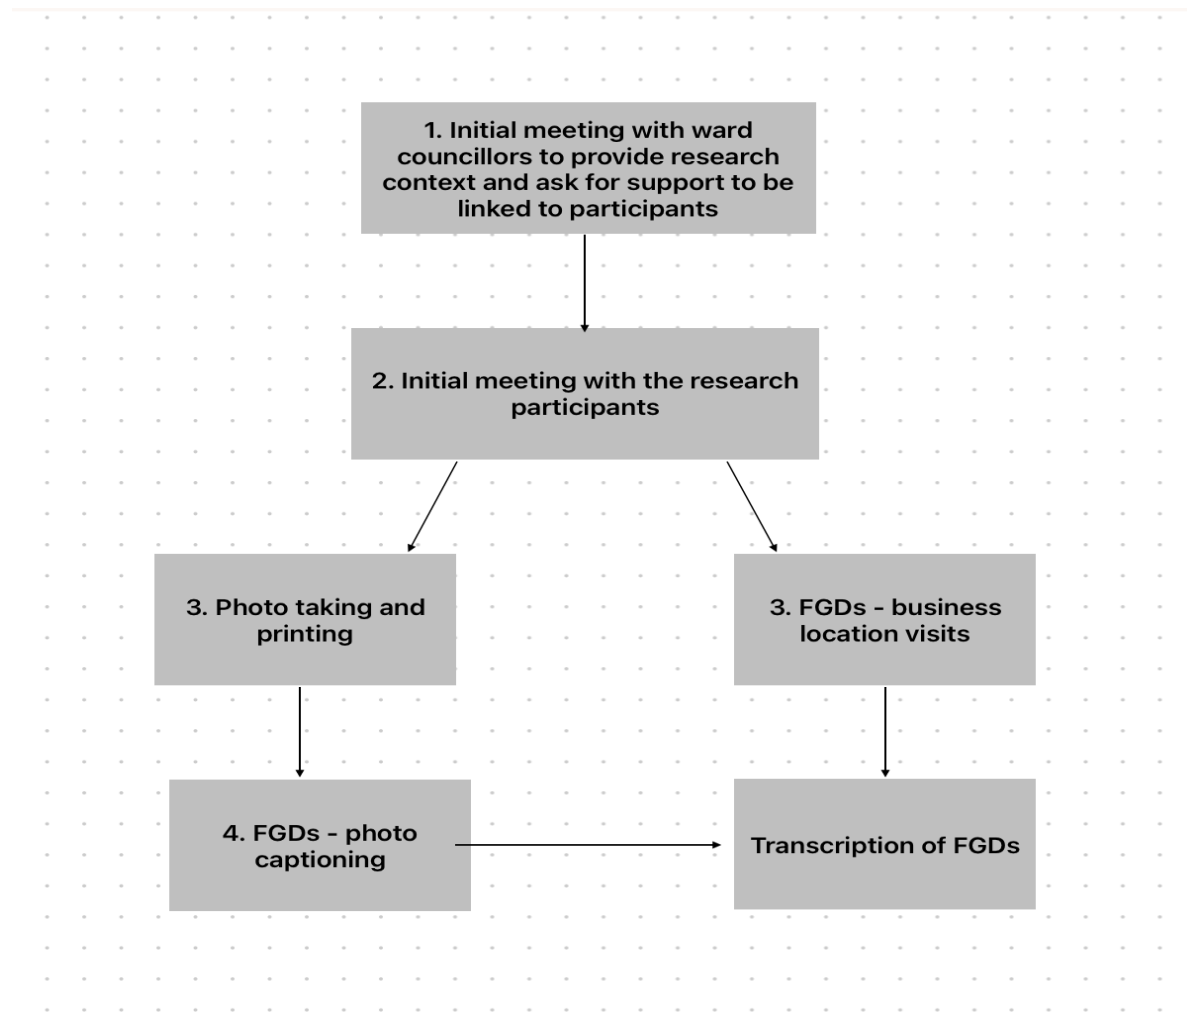 1. Initial meeting with ward
councillors to provide research
context and ask for support to be
linked to participants
2. Initial meeting with the research
participants
3. Photo taking and
printing
3. FGDs - business
location visits
4. FGDs - photo
captioning
Transcription of FGDs